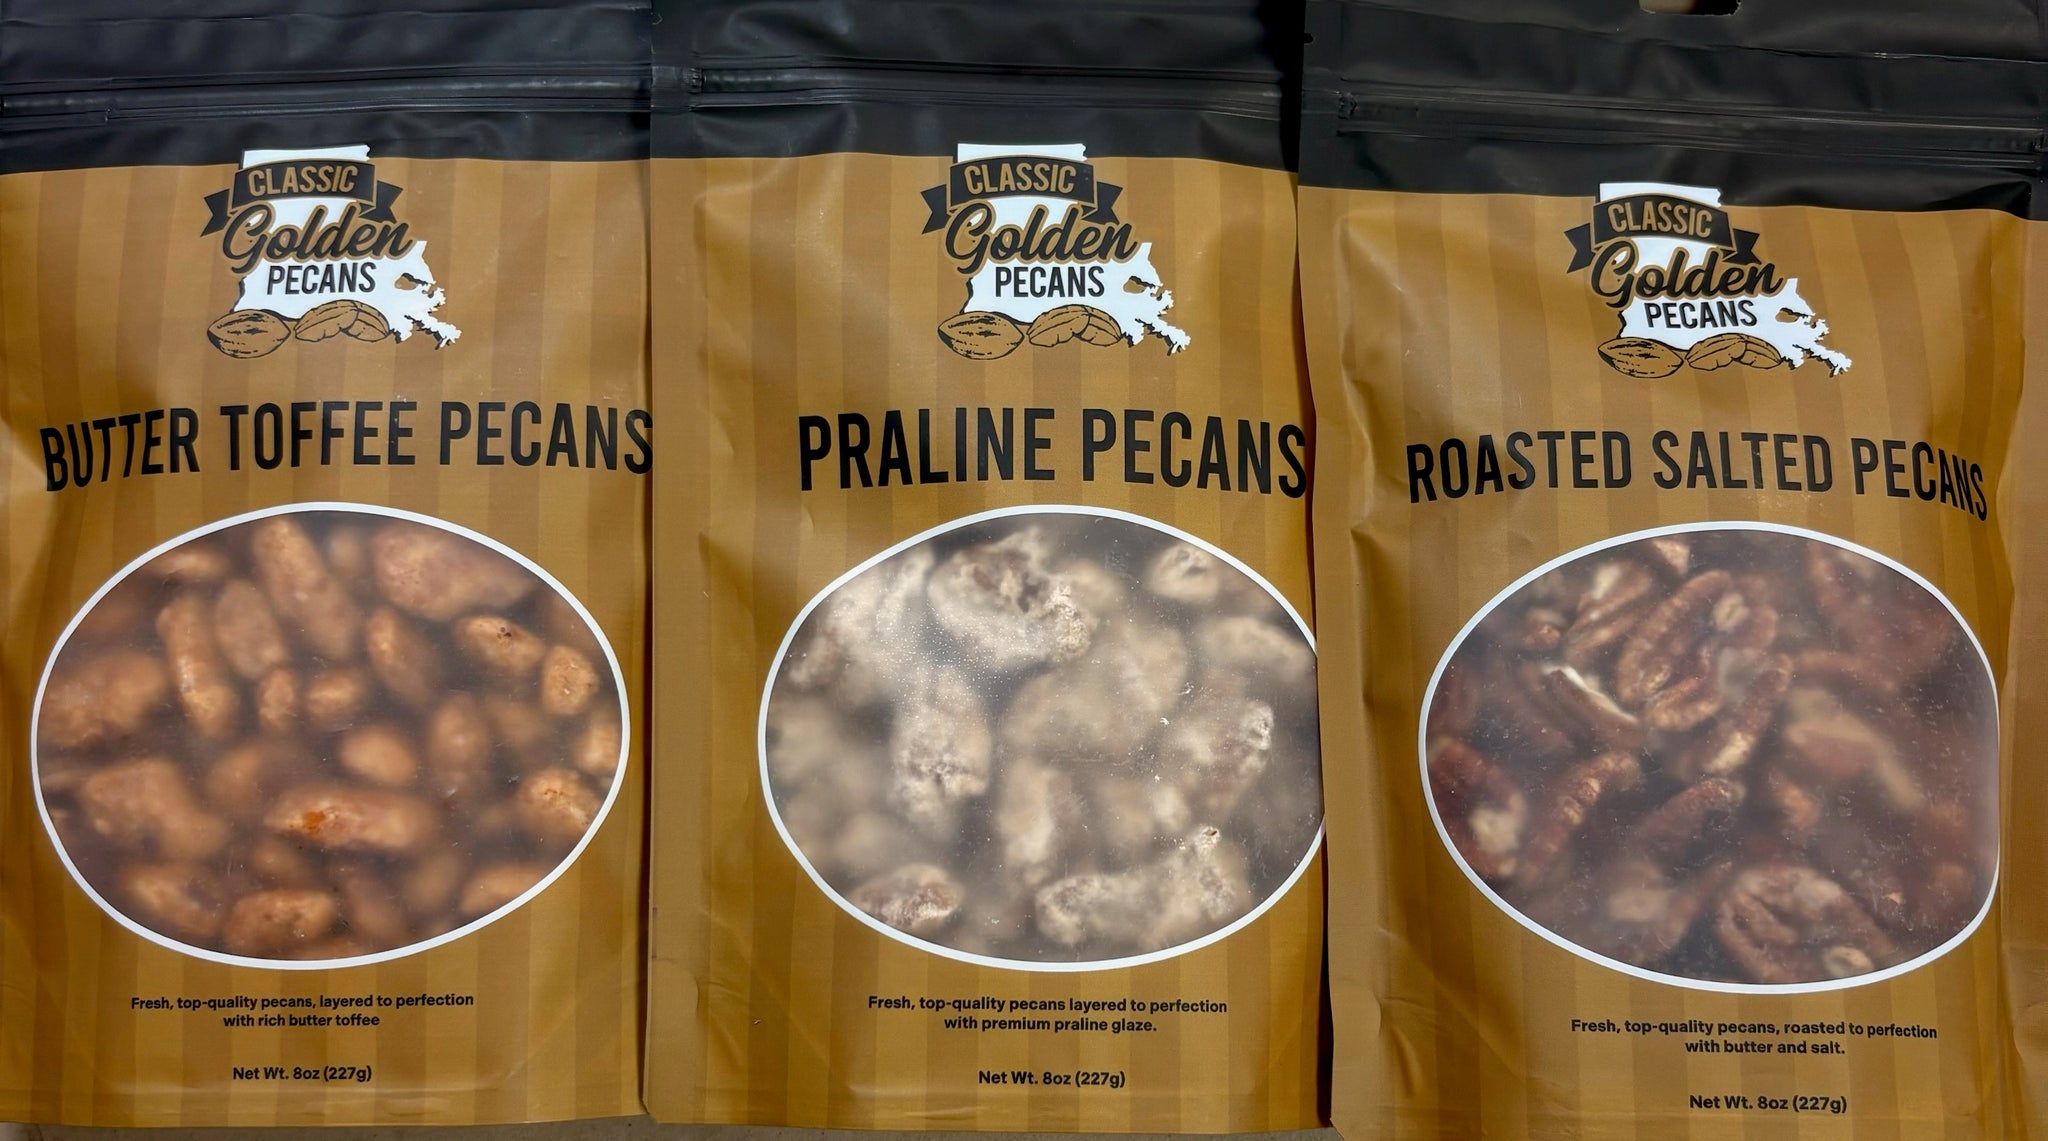 CLASSIC
Golden
PECANS
BUTTER TOFFEE PECANS
Fresh, top-quality pecans, layered to perfection
with rich butter toffee
Net Wt. 8oz (227g)
CLASSIC
Golden
PECANS
PRALINE PECANS
Fresh, top-quality pecans layered to perfection
with premium praline glaze.
Net Wt. 8oz (227g)
CLASSIC
Golden
PECANS
ROASTED SALTED PECANS
Fresh, top-quality pecans, roasted to perfection
with butter and salt.
Net Wt. 8oz (227g)